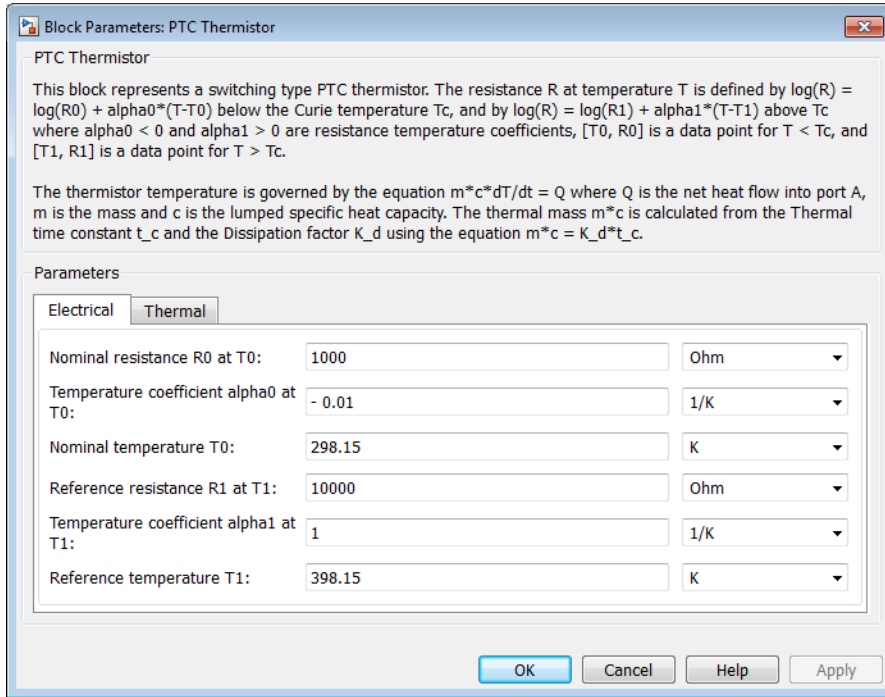 Block Parameters: PTC Thermistor
PTC Thermistor
This block represents a switching type PTC thermistor. The resistance R at temperature T is defined by log(R) =
log(R0) + alpha0*(T-T0) below the Curie temperature Tc, and by log(R) = log(R1) + alpha1*(T-T1) above Tc
where alpha0 < 0 and alpha1 > 0 are resistance temperature coefficients, [T0, R0] is a data point for T < Tc, and
[T1, R1] is a data point for T > Tc.
The thermistor temperature is governed by the equation m*c*dT/dt = Q where Q is the net heat flow into port A,
m is the mass and c is the lumped specific heat capacity. The thermal mass m*c is calculated from the Thermal
time constant t_c and the Dissipation factor K_d using the equation m*c = K_d*t_c.
Parameters
Electrical Thermal
Nominal resistance R0 at T0: 1000 Ohm
Temperature coefficient alpha0 at
T0: - 0.01 1/K
Nominal temperature T0: 298.15 K
Reference resistance R1 at T1: 10000 Ohm
Temperature coefficient alpha1 at
T1: 1 1/K
Reference temperature T1: 398.15 K
OK Cancel Help Apply